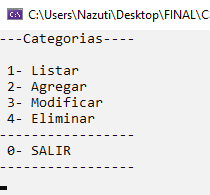 C:\Users\Nazuti\Desktop\FINAL\C
---Categorias----
1- Listar
2- Agregar
3- Modificar
4- Eliminar
-----------------
0- SALIR
-----------------